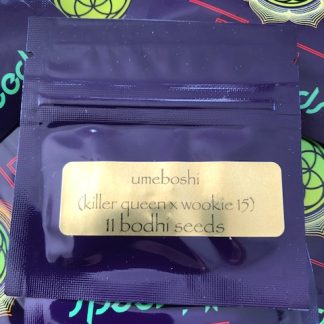 umeboshi
(killer queen x wookie 15)
11 bodhi seeds